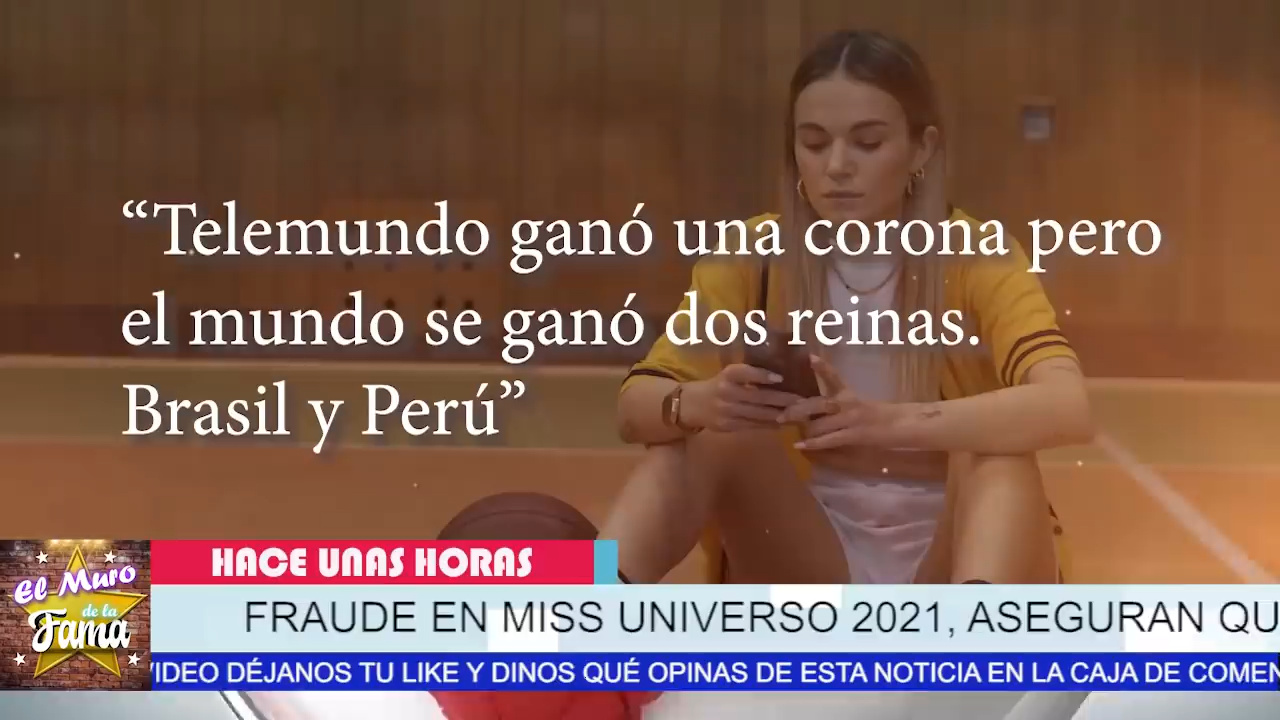 “Telemundo ganó una corona pero
el mundo se ganó dos reinas.
Brasil y Perú”
HACE UNAS HORAS
El Muro
de la
Fama
FRAUDE EN MISS UNIVERSO 2021, ASEGURAN QU
VIDEO DÉJANOS TU LIKE Y DINOS QUÉ OPINAS DE ESTA NOTICIA EN LA CAJA DE COMEN